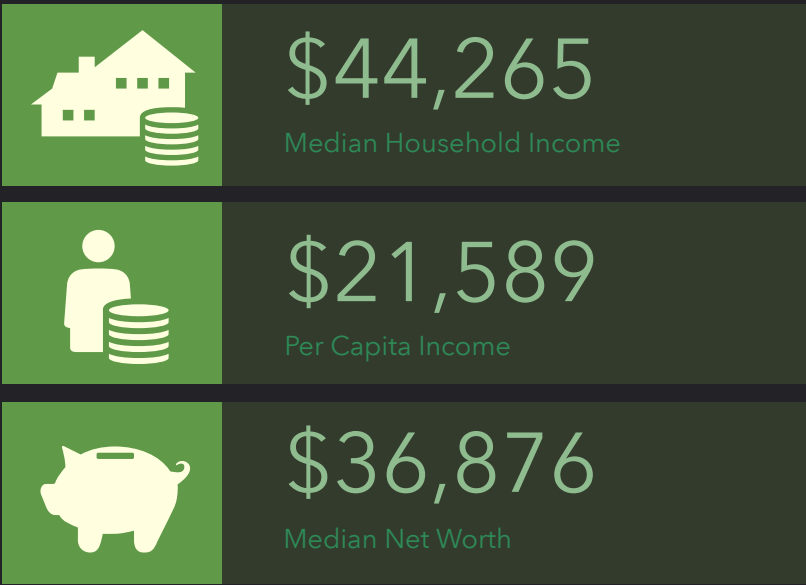 $44,265
Median Household Income
$21,589
Per Capita Income
$36,876
Median Net Worth